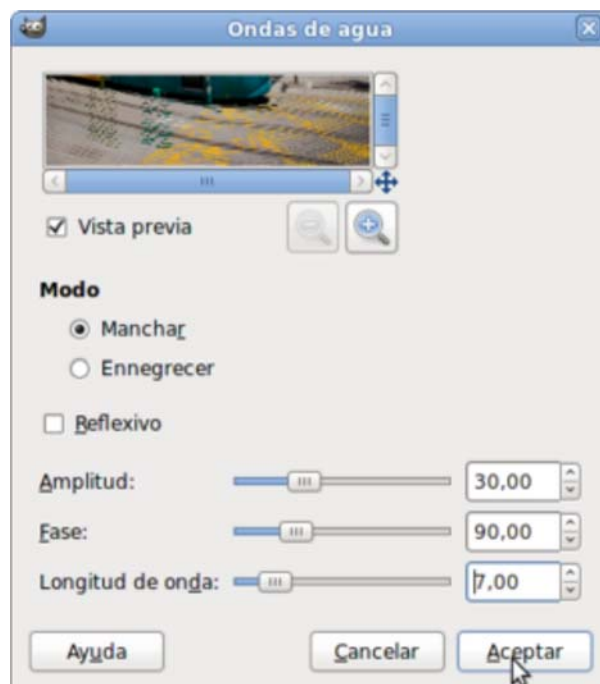 Ondas de agua
Vista previa
Modo
Manchar
Ennegrecer
Reflexivo
Amplitud: 30,00
Fase: 90,00
Longitud de onda: 7,00
Ayuda Cancelar Aceptar